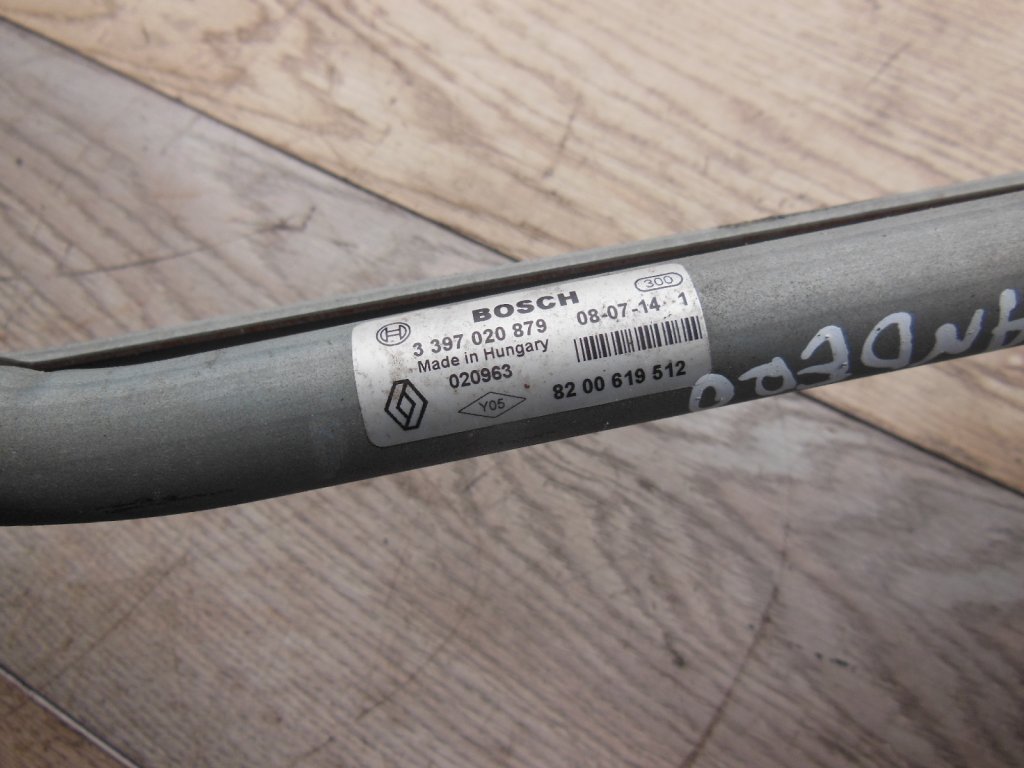 BOSCH
300
3 397 020 879
08-07-14 1
Made in Hungary
020963
Y05
82 00 619 512